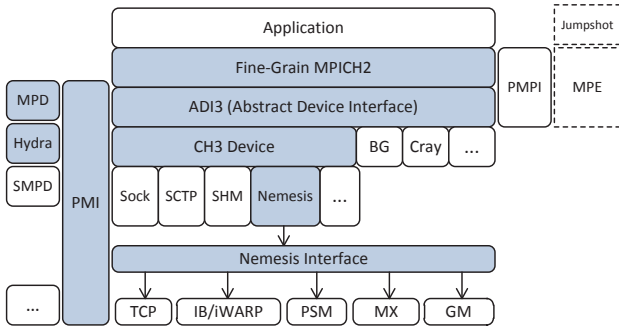 Application
Jumpshot
Fine-Grain MPICH2
PMPI
MPE
MPD
ADI3 (Abstract Device Interface)
Hydra
CH3 Device
BG
Cray
...
SMPD
PMI
Sock
SCTP
SHM
Nemesis
...
Nemesis Interface
...
TCP
IB/iWARP
PSM
MX
GM